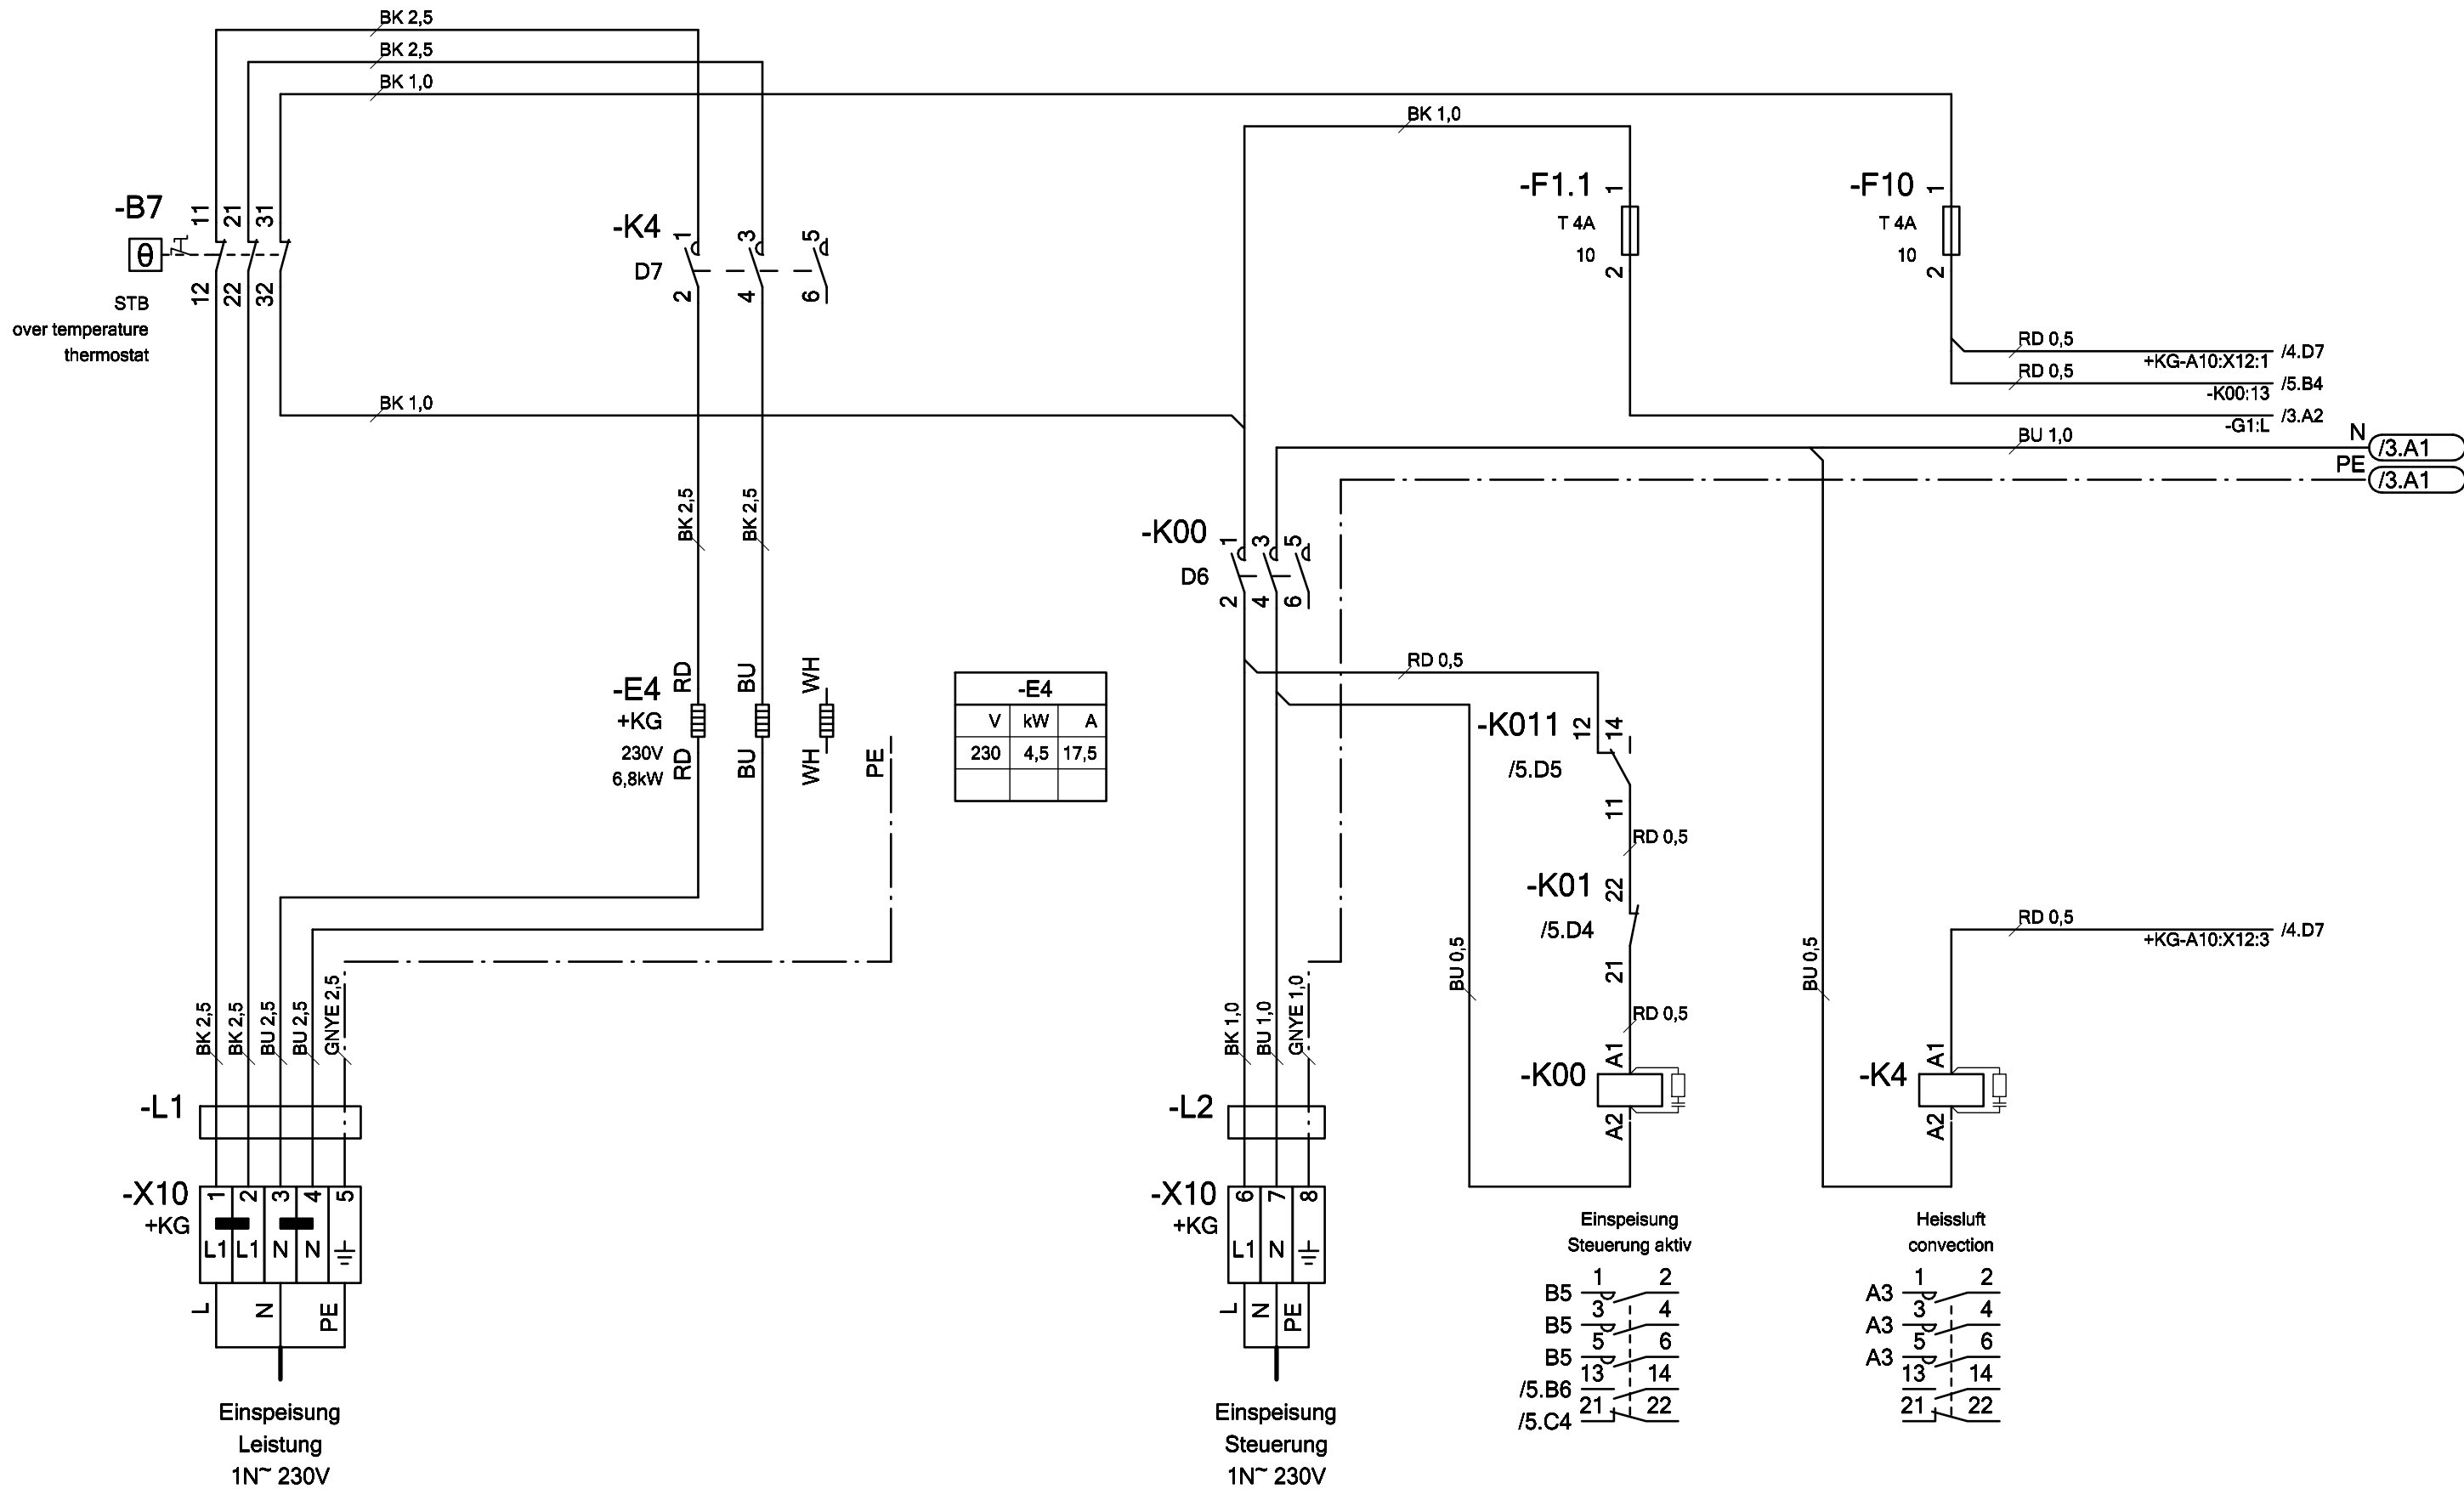 BK 2,5
BK 2,5
BK 1,0
BK 1,0
-B7
11
21
31
θ
12
22
32
STB
over temperature
thermostat
-K4
D7
1
3
5
2
4
6
-F1.1
T 4A
10
1
2
-F10
T 4A
10
1
2
RD 0,5
+KG-A10:X12:1
/4.D7
RD 0,5
-K00:13
/5.B4
-G1:L
/3.A2
BK 1,0
BU 1,0
N
/3.A1
PE
/3.A1
BK 2,5
BK 2,5
-K00
D6
1
3
5
2
4
6
RD 0,5
-E4
+KG
230V
6,8kW
RD
BU
WH
RD
BU
WH
PE
-E4
V kW A
230 4,5 17,5
-K011
/5.D5
12
14
11
RD 0,5
-K01
/5.D4
22
21
RD 0,5
BU 0,5
BU 0,5
RD 0,5
+KG-A10:X12:3
/4.D7
BK 2,5
BK 2,5
BU 2,5
BU 2,5
GNYE 2,5
BK 1,0
BU 1,0
GNYE 1,0
-K00
A1
A2
-K4
A1
A2
-L1
-L2
-X10
+KG
1 2 3 4 5
L1 L1 N N
L
N
PE
-X10
+KG
6 7 8
L1 N
L
N
PE
Einspeisung
Leistung
1N~ 230V
Einspeisung
Steuerung
1N~ 230V
Einspeisung
Steuerung aktiv
B5 1 2
B5 3 4
B5 5 6
/5.B6 13 14
/5.C4 21 22
Heissluft
convection
A3 1 2
A3 3 4
A3 5 6
13 14
21 22